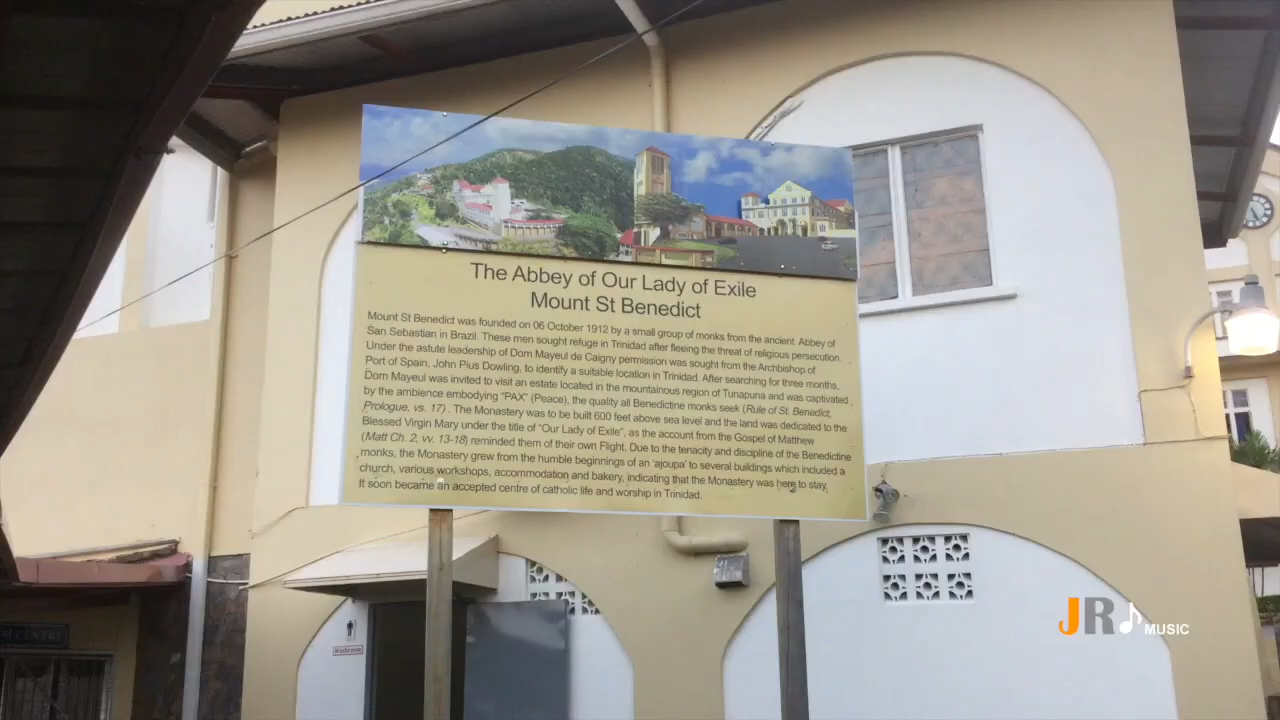 The Abbey of Our Lady of Exile
Mount St Benedict
Mount St Benedict was founded on 06 October 1912 by a small group of monks from the ancient Abbey of
San Sebastian in Brazil. These men sought refuge in Trinidad after fleeing the threat of religious persecution.
Under the astute leadership of Dom Mayeul de Caigny permission was sought from the Archbishop of
Port of Spain, John Pius Dowling, to identify a suitable location in Trinidad. After searching for three months,
Dom Mayeul was invited to visit an estate located in the mountainous region of Tunapuna and was captivated
by the ambience embodying "PAX" (Peace), the quality all Benedictine monks seek (Rule of St. Benedict,
Prologue, vs. 17). The Monastery was to be built 600 feet above sea level and the land was dedicated to the
Blessed Virgin Mary under the title of "Our Lady of Exile", as the account from the Gospel of Matthew
(Matt Ch. 2, vv. 13-18) reminded them of their own Flight. Due to the tenacity and discipline of the Benedictine
monks, the Monastery grew from the humble beginnings of an 'ajoupa' to several buildings which included a
church, various workshops, accommodation and bakery, indicating that the Monastery was here to stay.
It soon became an accepted centre of catholic life and worship in Trinidad.
Washroom
CENTRE
JR MUSIC